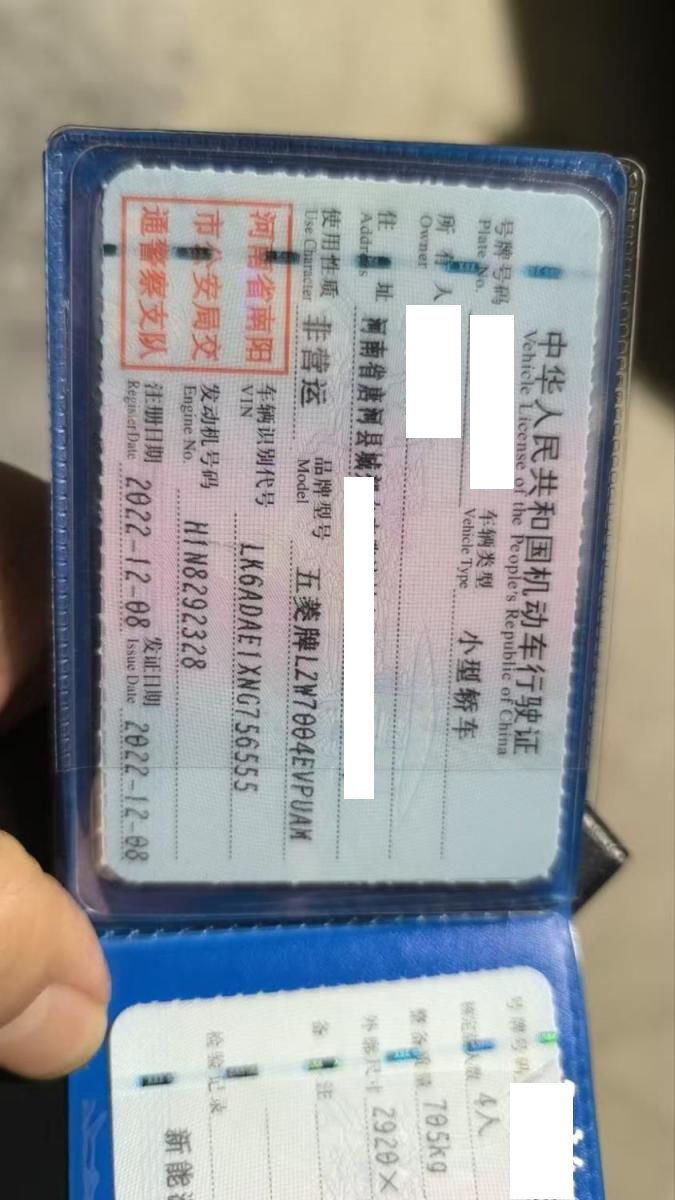 中华人民共和国机动车行驶证
Vehicle License of the People's Republic of China
号牌号码
Plate No.
车辆类型
Vehicle Type
小型轿车
所有人
Owner
住址
Address
河南省唐河县城
使用性质
Use Character
非营运
品牌型号
Model
五菱牌LZW7004EVPUAM
河南省南阳
市公安局交
通警察支队
车辆识别代号
VIN
LK6ADAE1XNG756555
发动机号码
Engine No.
H1N8292328
注册日期
Register Date
2022-12-08
发证日期
Issue Date
2022-12-08
号牌号码
核定载人数 4人
整备质量 705kg
外廓尺寸 2920×
备注
检验记录
新能